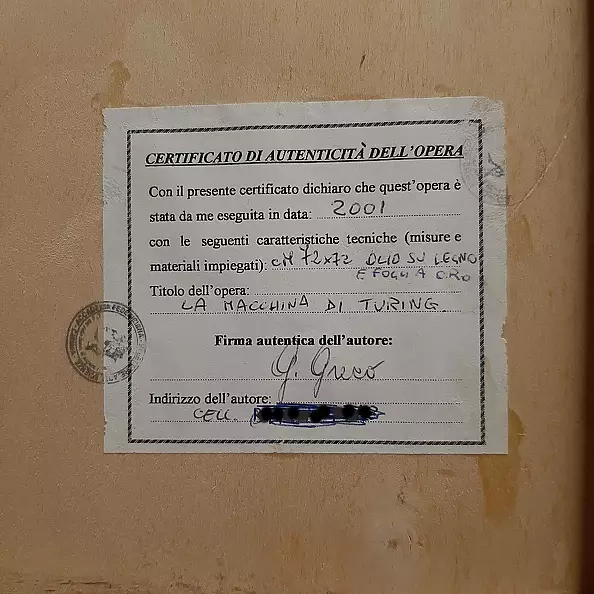 CERTIFICATO DI AUTENTICITÀ DELL'OPERA
Con il presente certificato dichiaro che quest'opera è
stata da me eseguita in data: 2001
con le seguenti caratteristiche tecniche (misure e
materiali impiegati): CM 72x72 OLIO SU LEGNO
E FOGLIA ORO
Titolo dell'opera:
LA MACCHINA DI TURING.
Firma autentica dell'autore:
G. Greco
Indirizzo dell'autore:
CELL.